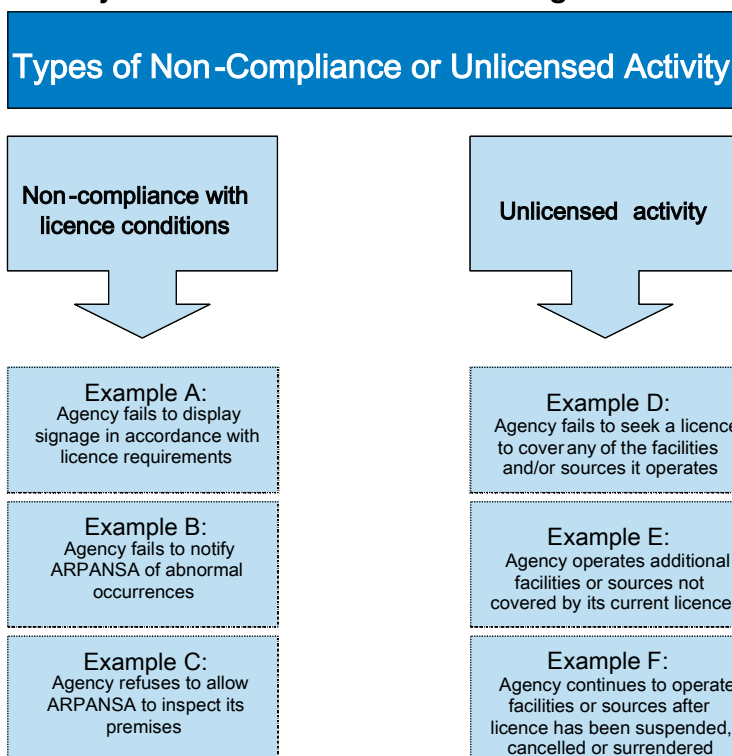 Types of Non-Compliance or Unlicensed Activity
Non-compliance with
licence conditions
Example A:
Agency fails to display
signage in accordance with
licence requirements
Example B:
Agency fails to notify
ARPANSA of abnormal
occurrences
Example C:
Agency refuses to allow
ARPANSA to inspect its
premises
Unlicensed activity
Example D:
Agency fails to seek a licence
to cover any of the facilities
and/or sources it operates
Example E:
Agency operates additional
facilities or sources not
covered by its current licence
Example F:
Agency continues to operate
facilities or sources after
licence has been suspended,
cancelled or surrendered